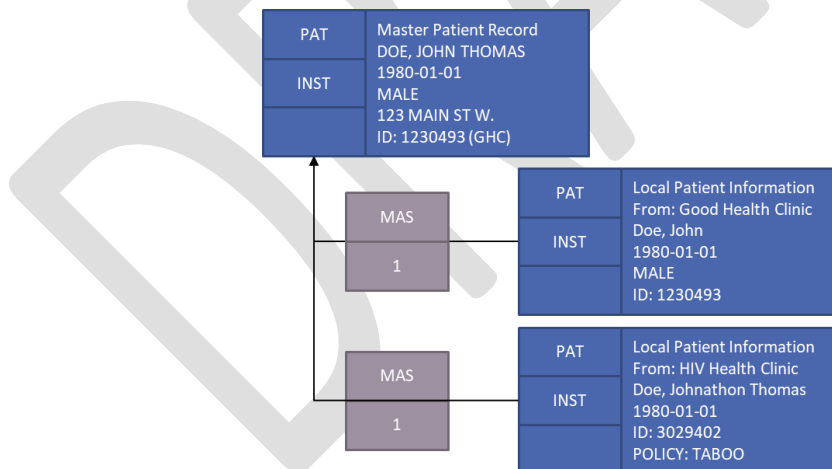 PAT
INST
Master Patient Record
DOE, JOHN THOMAS
1980-01-01
MALE
123 MAIN ST W.
ID: 1230493 (GHC)
MAS
1
PAT
INST
Local Patient Information
From: Good Health Clinic
Doe, John
1980-01-01
MALE
ID: 1230493
MAS
1
PAT
INST
Local Patient Information
From: HIV Health Clinic
Doe, Johnathon Thomas
1980-01-01
ID: 3029402
POLICY: TABOO